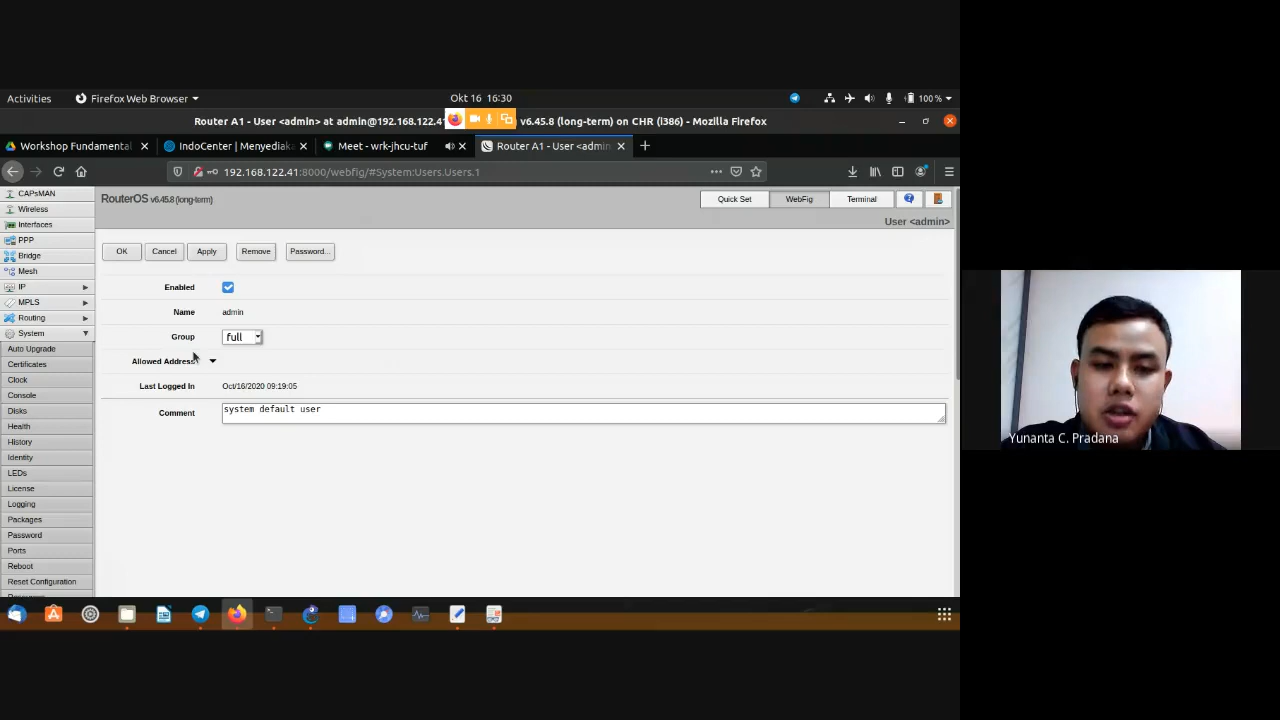 Activities
Firefox Web Browser
Okt 16 16:30
100 %
Router A1 - User <admin> at admin@192.168.122.41
v6.45.8 (long-term) on CHR (i386) - Mozilla Firefox
Workshop Fundamental
IndoCenter | Menyediaka
Meet - wrk-jhcu-tuf
Router A1 - User <admin
192.168.122.41:8000/webfig/#System:Users.Users.1
CAPsMAN
Wireless
Interfaces
PPP
Bridge
Mesh
IP
MPLS
Routing
System
Auto Upgrade
Certificates
Clock
Console
Disks
Health
History
Identity
LEDs
License
Logging
Packages
Password
Ports
Reboot
Reset Configuration
RouterOS v6.45.8 (long-term)
Quick Set
WebFig
Terminal
User <admin>
OK
Cancel
Apply
Remove
Password...
Enabled
Name admin
Group full
Allowed Address
Last Logged In Oct/16/2020 09:19:05
Comment system default user
Yunanta C. Pradana